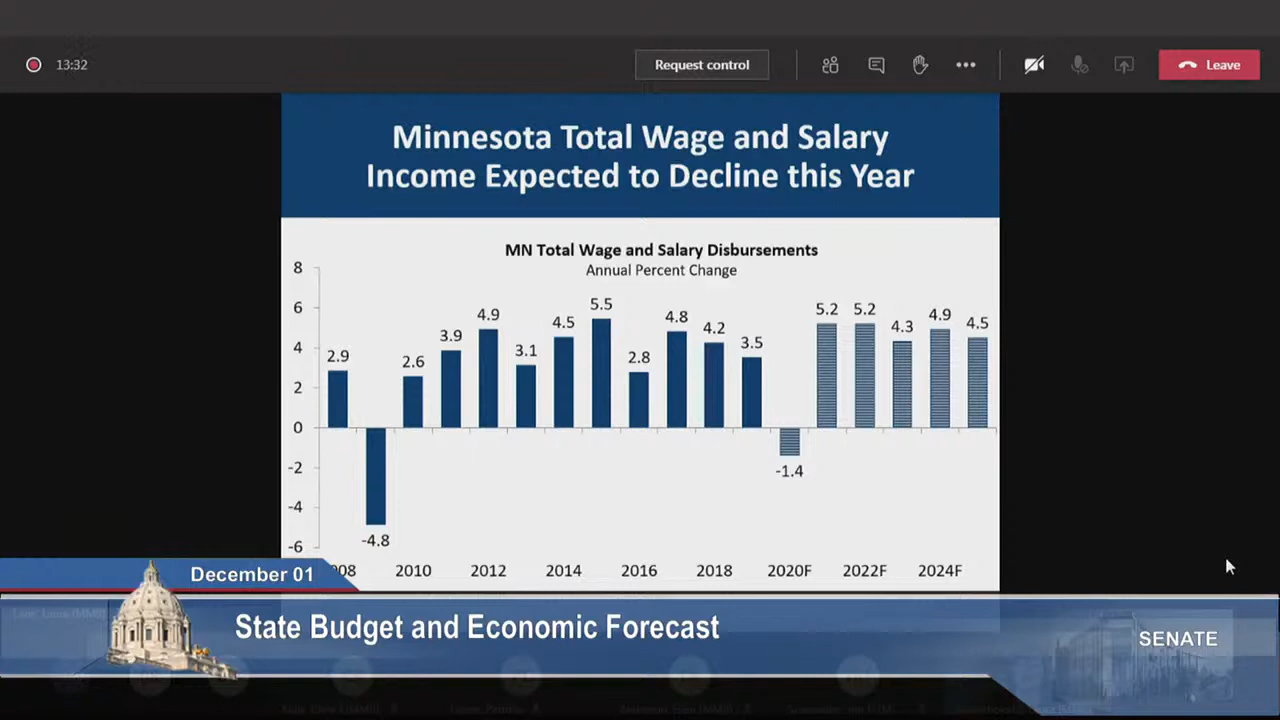 13:32
Request control
Leave
Minnesota Total Wage and Salary
Income Expected to Decline this Year
MN Total Wage and Salary Disbursements
Annual Percent Change
8
6
4
2
0
-2
-4
-6
2.9
-4.8
2.6
3.9
4.9
3.1
4.5
5.5
2.8
4.8
4.2
3.5
-1.4
5.2
5.2
4.3
4.9
4.5
08
2010
2012
2014
2016
2018
2020F
2022F
2024F
December 01
State Budget and Economic Forecast
SENATE